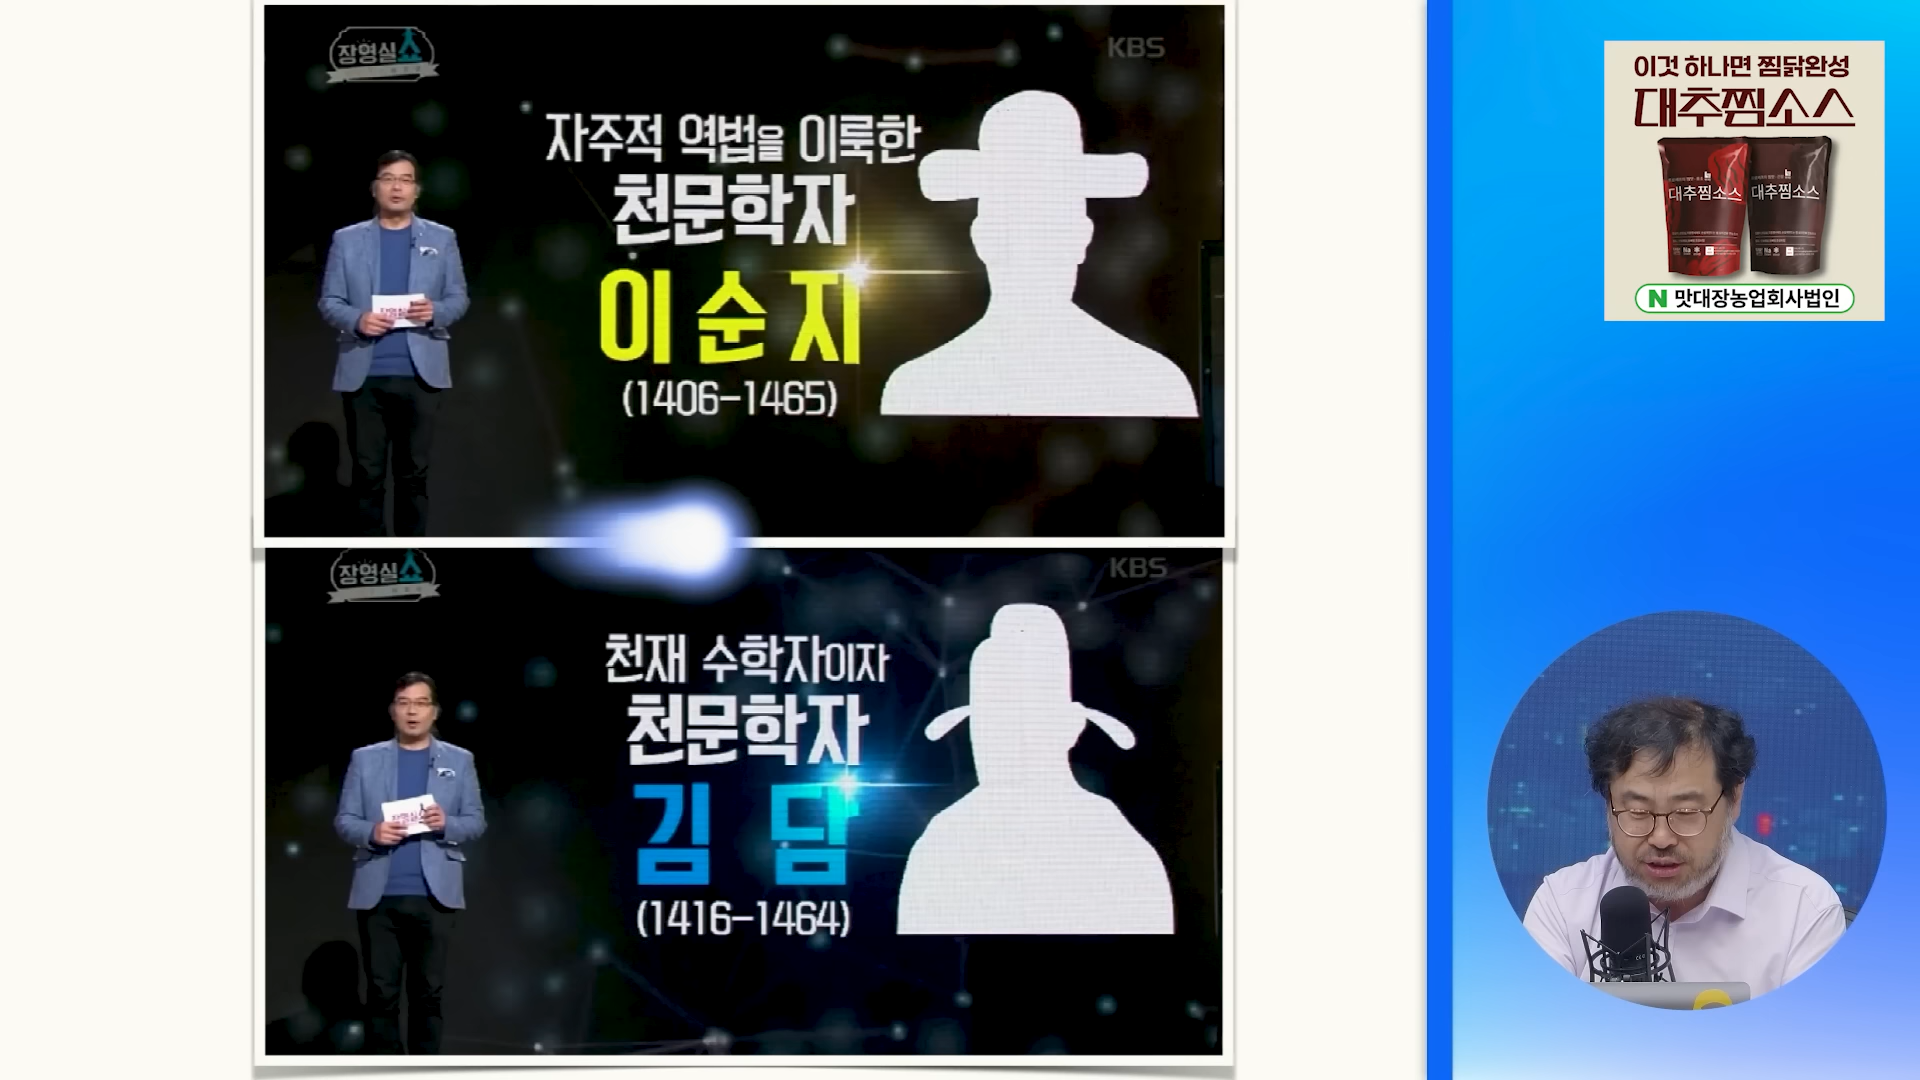 장영실쇼
KBS
자주적 역법을 이룩한
천문학자
이순지
(1406-1465)
장영실쇼
KBS
천재 수학자이자
천문학자
김 담
(1416-1464)
이것 하나면 찜닭완성
대추찜소스
대추찜소스
대추찜소스
N 맛대장농업회사법인